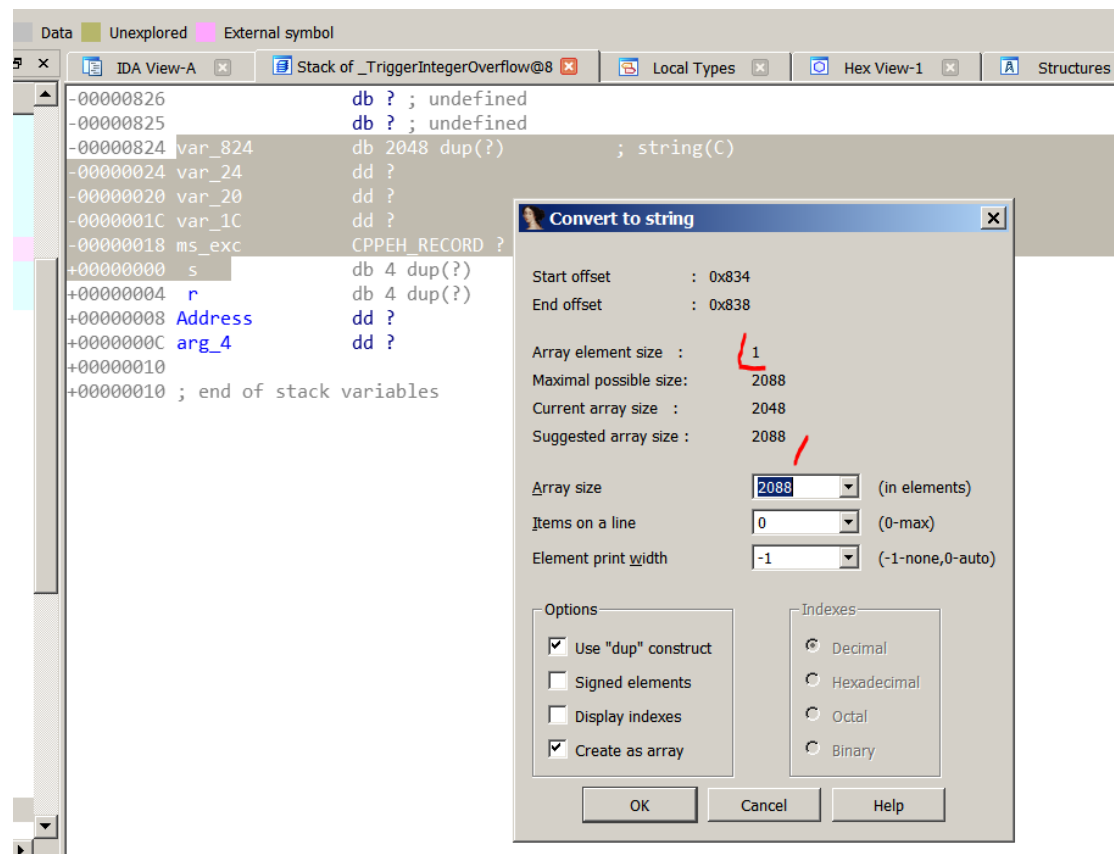 Data Unexplored External symbol
IDA View-A Stack of _TriggerIntegerOverflow@8 Local Types Hex View-1 Structures
-00000826 db ? ; undefined
-00000825 db ? ; undefined
-00000824 var_824 db 2048 dup(?) ; string(C)
-00000024 var_24 dd ?
-00000020 var_20 dd ?
-0000001C var_1C dd ?
-00000018 ms_exc CPPEH_RECORD ?
+00000000 s db 4 dup(?)
+00000004 r db 4 dup(?)
+00000008 Address dd ?
+0000000C arg_4 dd ?
+00000010
+00000010 ; end of stack variables
Convert to string
Start offset : 0x834
End offset : 0x838
Array element size : 1
Maximal possible size: 2088
Current array size : 2048
Suggested array size : 2088
Array size 2088 (in elements)
Items on a line 0 (0-max)
Element print width -1 (-1-none,0-auto)
Options Indexes
Use "dup" construct Decimal
Signed elements Hexadecimal
Display indexes Octal
Create as array Binary
OK Cancel Help